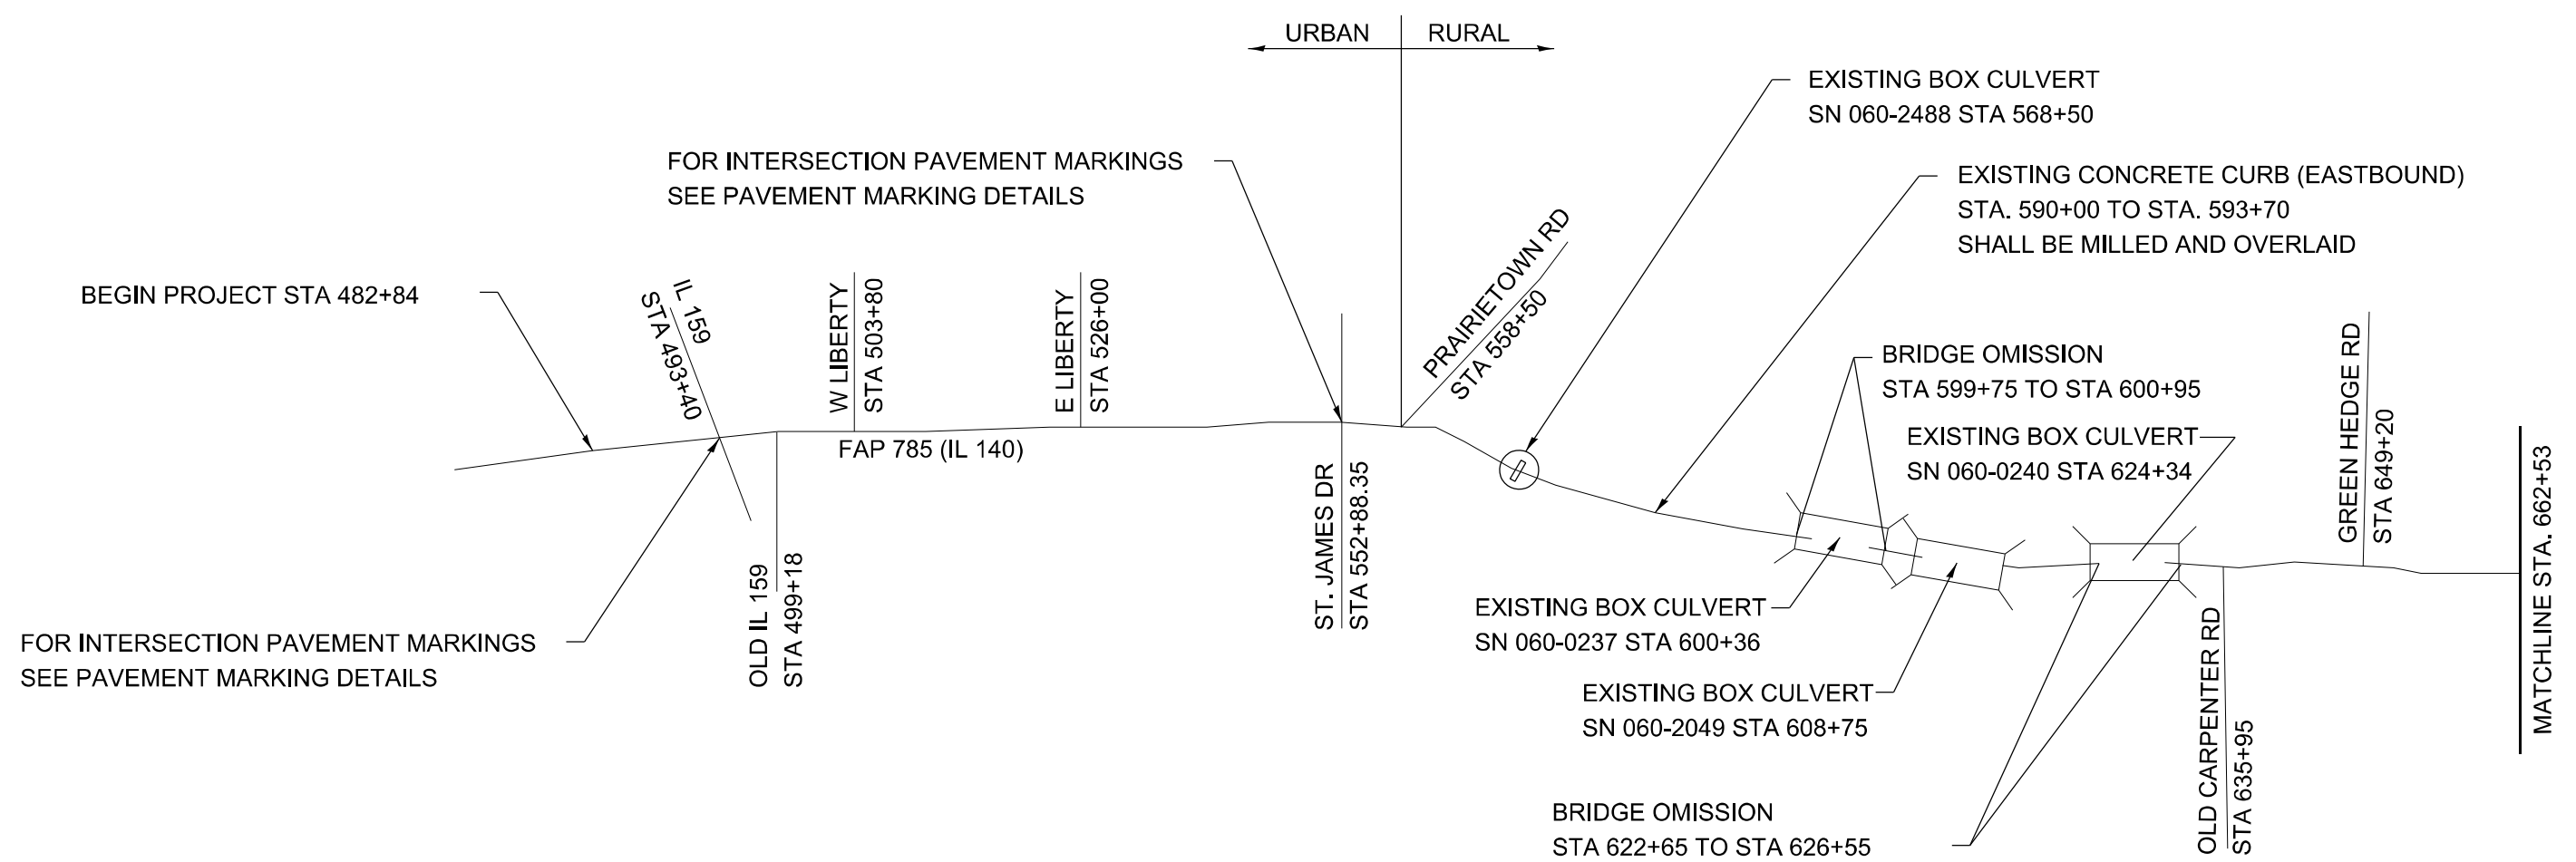 URBAN
RURAL
EXISTING BOX CULVERT
SN 060-2488 STA 568+50
FOR INTERSECTION PAVEMENT MARKINGS
SEE PAVEMENT MARKING DETAILS
EXISTING CONCRETE CURB (EASTBOUND)
STA. 590+00 TO STA. 593+70
SHALL BE MILLED AND OVERLAID
BEGIN PROJECT STA 482+84
IL 159
STA 493+40
W LIBERTY
STA 503+80
E LIBERTY
STA 526+00
PRAIRIETOWN RD
STA 558+50
BRIDGE OMISSION
STA 599+75 TO STA 600+95
EXISTING BOX CULVERT
SN 060-0240 STA 624+34
GREEN HEDGE RD
STA 649+20
FAP 785 (IL 140)
MATCHLINE STA. 662+53
ST. JAMES DR
STA 552+88.35
OLD IL 159
STA 499+18
FOR INTERSECTION PAVEMENT MARKINGS
SEE PAVEMENT MARKING DETAILS
EXISTING BOX CULVERT
SN 060-0237 STA 600+36
EXISTING BOX CULVERT
SN 060-2049 STA 608+75
OLD CARPENTER RD
STA 635+95
BRIDGE OMISSION
STA 622+65 TO STA 626+55